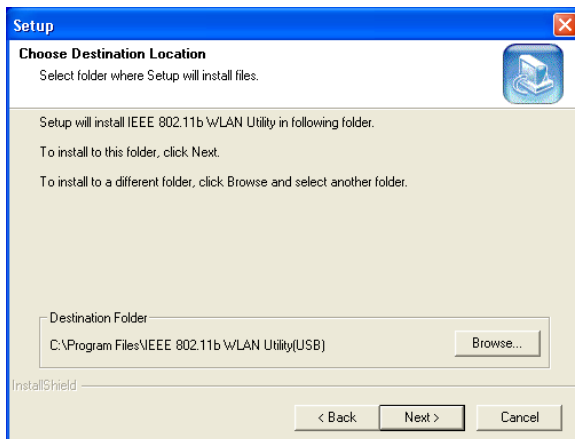 Setup
Choose Destination Location
Select folder where Setup will install files.
Setup will install IEEE 802.11b WLAN Utility in following folder.
To install to this folder, click Next.
To install to a different folder, click Browse and select another folder.
Destination Folder
C:\Program Files\IEEE 802.11b WLAN Utility(USB)
Browse...
InstallShield
< Back
Next >
Cancel